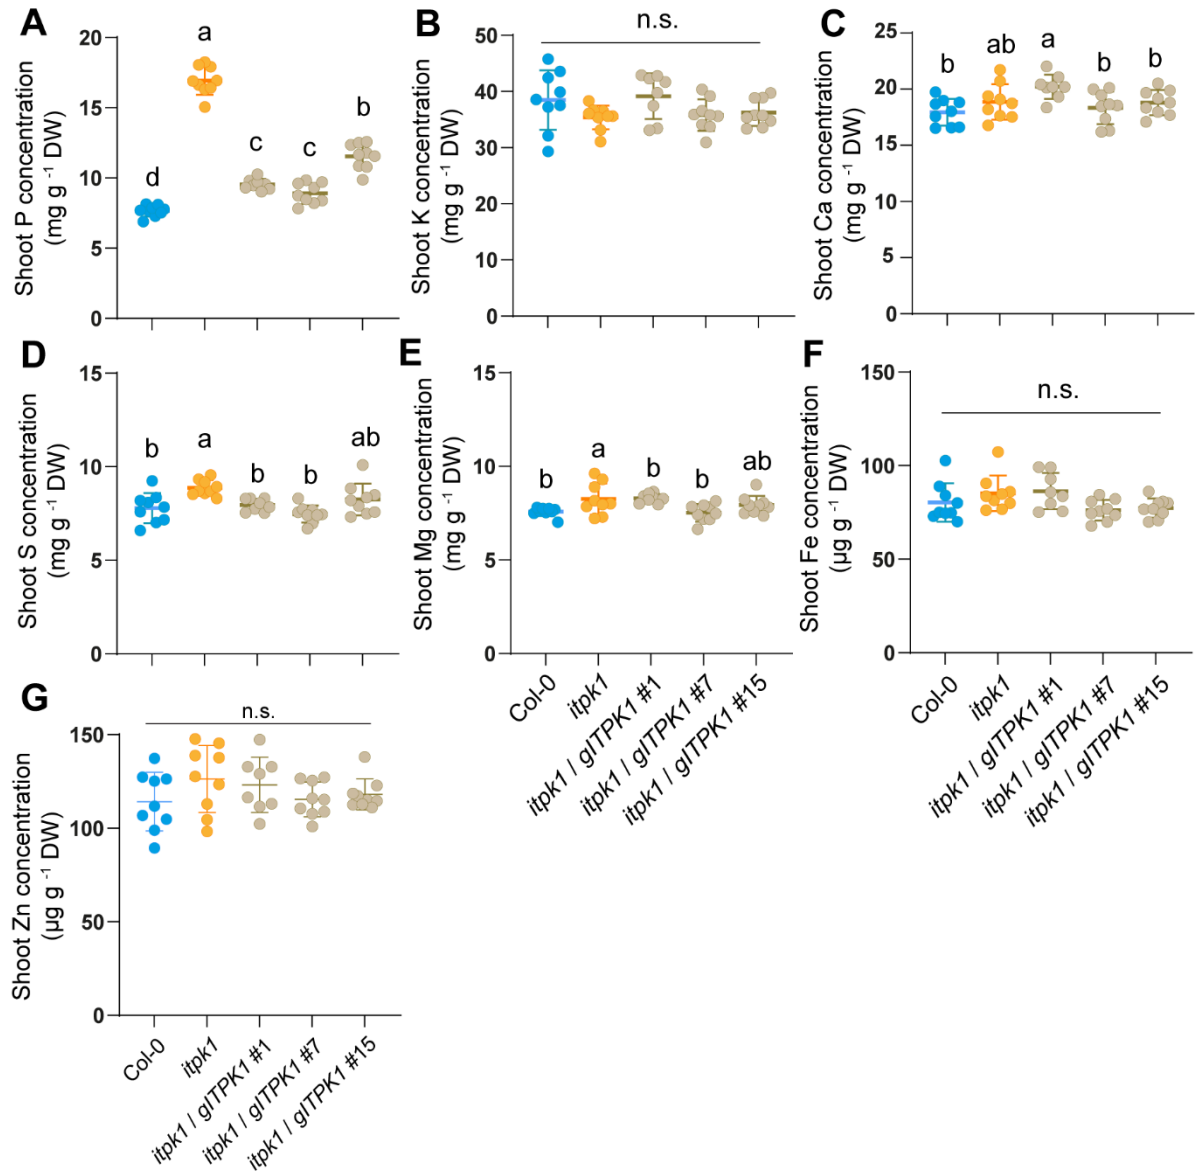 A
Shoot P concentration
(mg g ⁻¹ DW)
20
15
10
5
0
d
a
c
c
b
B
Shoot K concentration
(mg g ⁻¹ DW)
50
40
30
20
10
0
n.s.
C
Shoot Ca concentration
(mg g ⁻¹ DW)
25
20
15
10
5
0
b
ab
a
b
b
D
Shoot S concentration
(mg g ⁻¹ DW)
15
10
5
0
b
a
b
b
ab
E
Shoot Mg concentration
(mg g ⁻¹ DW)
15
10
5
0
b
a
b
b
ab
Col-0
itpk1
itpk1 / gITPK1 #1
itpk1 / gITPK1 #7
itpk1 / gITPK1 #15
F
Shoot Fe concentration
(µg g ⁻¹ DW)
150
100
50
0
n.s.
Col-0
itpk1
itpk1 / gITPK1 #1
itpk1 / gITPK1 #7
itpk1 / gITPK1 #15
G
Shoot Zn concentration
(µg g ⁻¹ DW)
150
100
50
0
n.s.
Col-0
itpk1
itpk1 / gITPK1 #1
itpk1 / gITPK1 #7
itpk1 / gITPK1 #15